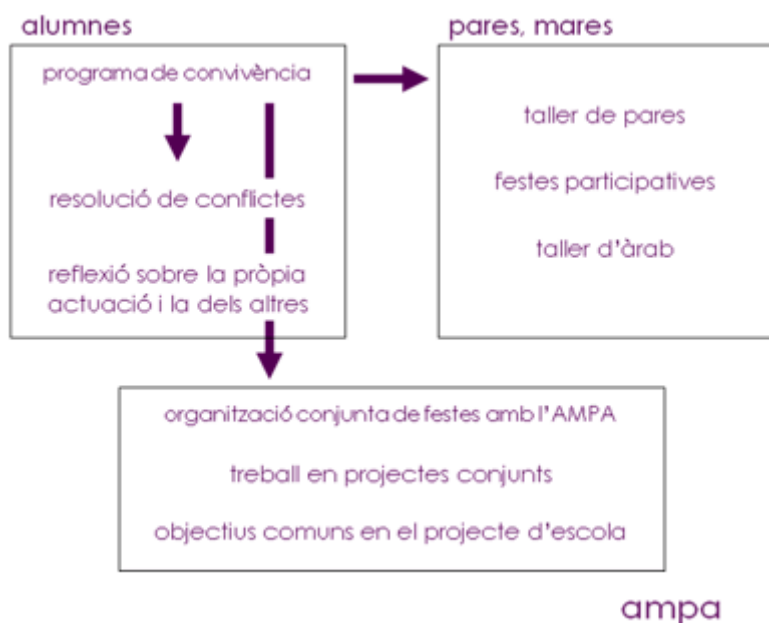 alumnes
programa de convivència
resolució de conflictes
reflexió sobre la pròpia
actuació i la dels altres
pares, mares
taller de pares
festes participatives
taller d'àrab
organització conjunta de festes amb l'AMPA
treball en projectes conjunts
objectius comuns en el projecte d'escola
ampa